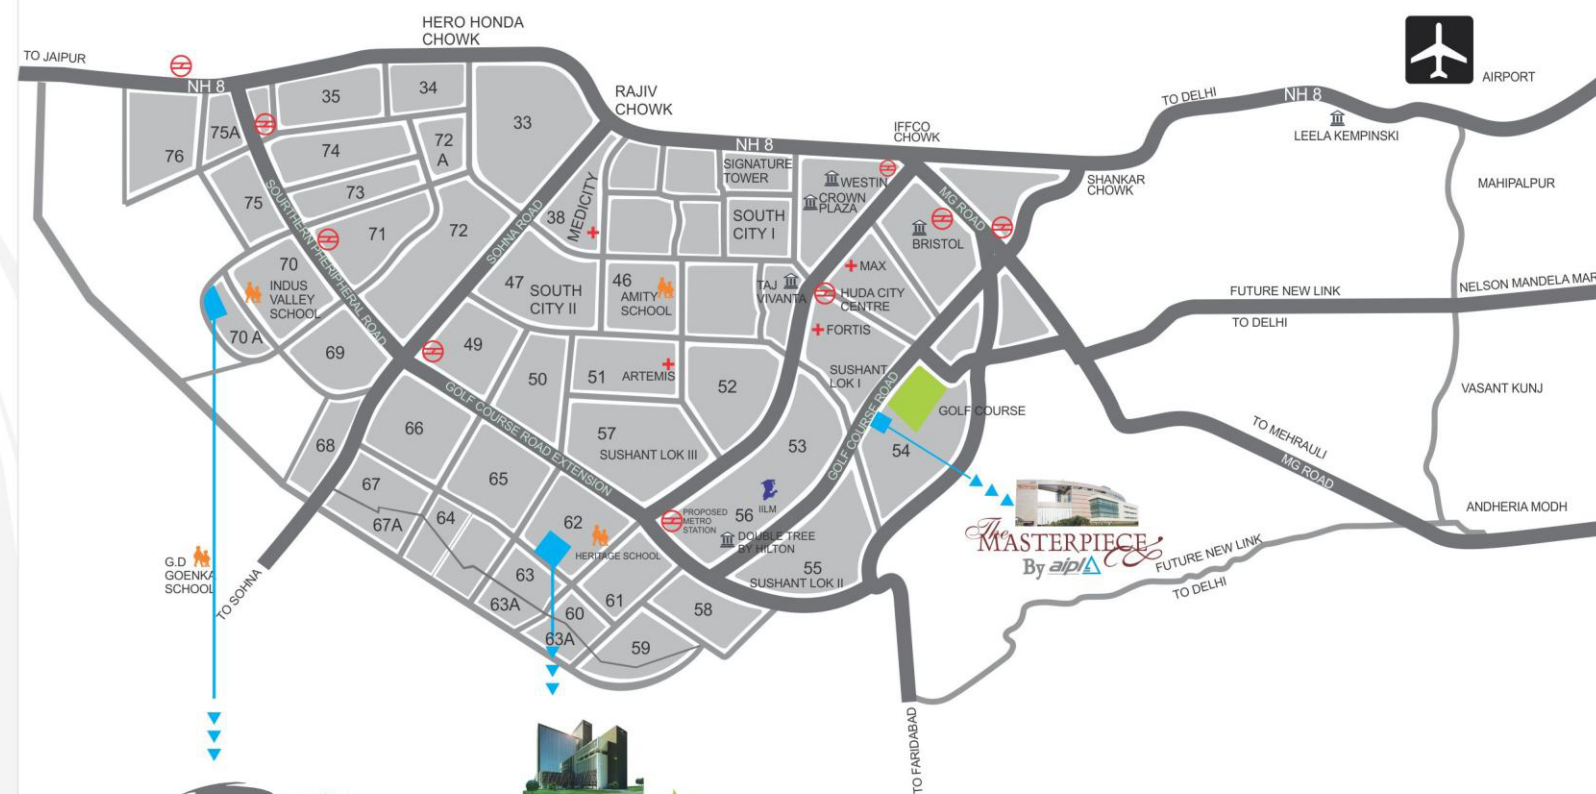 HERO HONDA
CHOWK
TO JAIPUR
NH 8
RAJIV
CHOWK
AIRPORT
TO DELHI
NH 8
LEELA KEMPINSKI
IFFCO
CHOWK
NH 8
35
34
33
75A
76
74
72
A
73
75
SOURTHERN PHERIPHERAL ROAD
71
72
SOHNA ROAD
38
MEDICITY
SIGNATURE
TOWER
SOUTH
CITY I
WESTIN
CROWN
PLAZA
MG ROAD
SHANKAR
CHOWK
MAHIPALPUR
BRISTOL
MAX
70
INDUS
VALLEY
SCHOOL
70 A
69
47
SOUTH
CITY II
46
AMITY
SCHOOL
TAJ
VIVANTA
HUDA CITY
CENTRE
FORTIS
FUTURE NEW LINK
TO DELHI
NELSON MANDELA MAR
49
50
51
ARTEMIS
52
SUSHANT
LOK I
GOLF COURSE ROAD
GOLF COURSE
VASANT KUNJ
GOLF COURSE ROAD EXTENSION
66
68
65
57
SUSHANT LOK III
53
54
TO MEHRAULI
MG ROAD
67
67A
64
62
HERITAGE SCHOOL
PROPOSED
METRO
STATION
56
IILM
DOUBLE TREE
BY HILTON
55
SUSHANT LOK II
ANDHERIA MODH
The
MASTERPIECE
By aipl
FUTURE NEW LINK
TO DELHI
G.D
GOENKA
SCHOOL
TO SOHNA
63
63A
60
61
58
63A
59
TO FARIDABAD